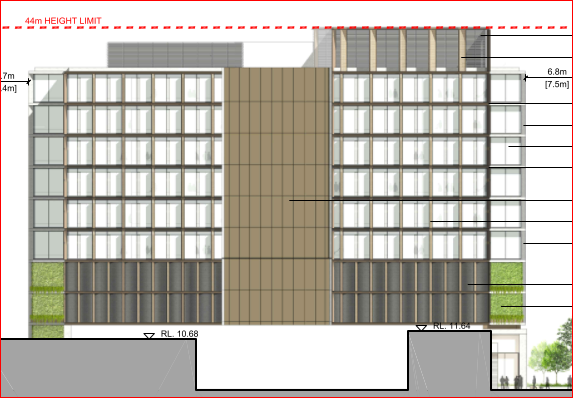 44m HEIGHT LIMIT
.7m
.4m]
6.8m
[7.5m]
RL. 10.68
RL. 11.64